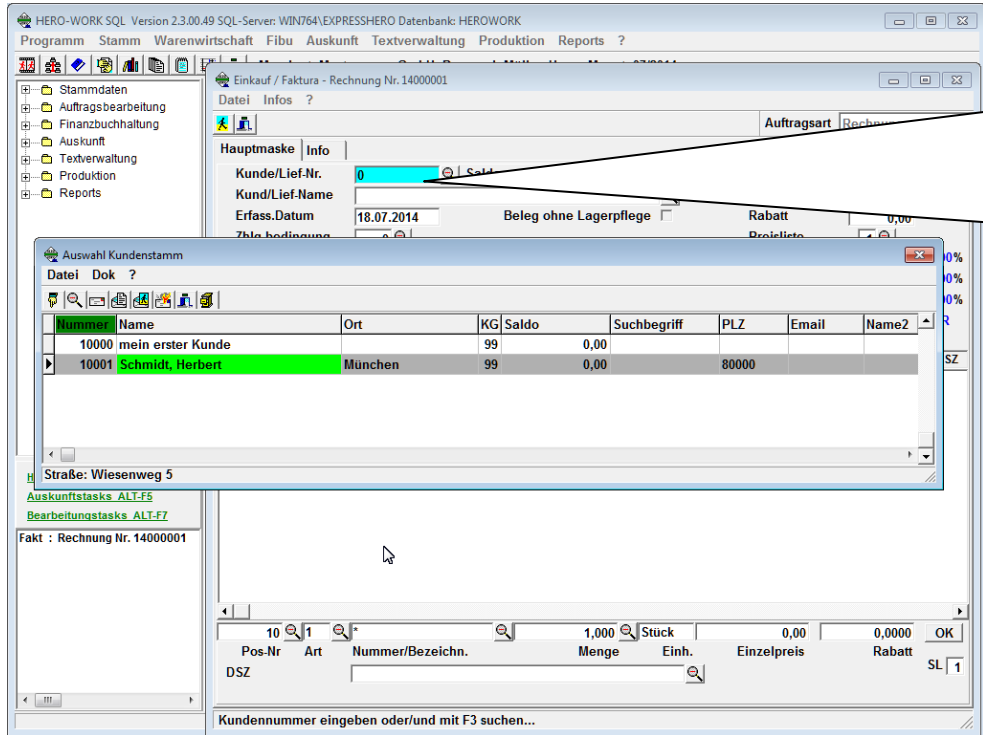 HERO-WORK SQL Version 2.3.00.49 SQL-Server: WIN764\EXPRESSHERO Datenbank: HEROWORK
Programm Stamm Warenwirtschaft Fibu Auskunft Textverwaltung Produktion Reports ?
Stammdaten
Auftragsbearbeitung
Finanzbuchhaltung
Auskunft
Textverwaltung
Produktion
Reports
Einkauf / Faktura - Rechnung Nr. 14000001
Datei Infos ?
Auftragsart
Hauptmaske Info
Kunde/Lief-Nr. 0
Kund/Lief-Name
Erfass.Datum 18.07.2014 Beleg ohne Lagerpflege Rabatt 0,00
Auswahl Kundenstamm
Datei Dok ?
Nummer Name Ort KG Saldo Suchbegriff PLZ Email Name2
10000 mein erster Kunde 99 0,00
10001 Schmidt, Herbert München 99 0,00 80000
Straße: Wiesenweg 5
0%
0%
0%
R
SZ
Auskunftstasks ALT-F5
Bearbeitungstasks ALT-F7
Fakt : Rechnung Nr. 14000001
10 1 * 1,000 Stück 0,00 0,0000 OK
Pos-Nr Art Nummer/Bezeichn. Menge Einh. Einzelpreis Rabatt
DSZ SL 1
Kundennummer eingeben oder/und mit F3 suchen...